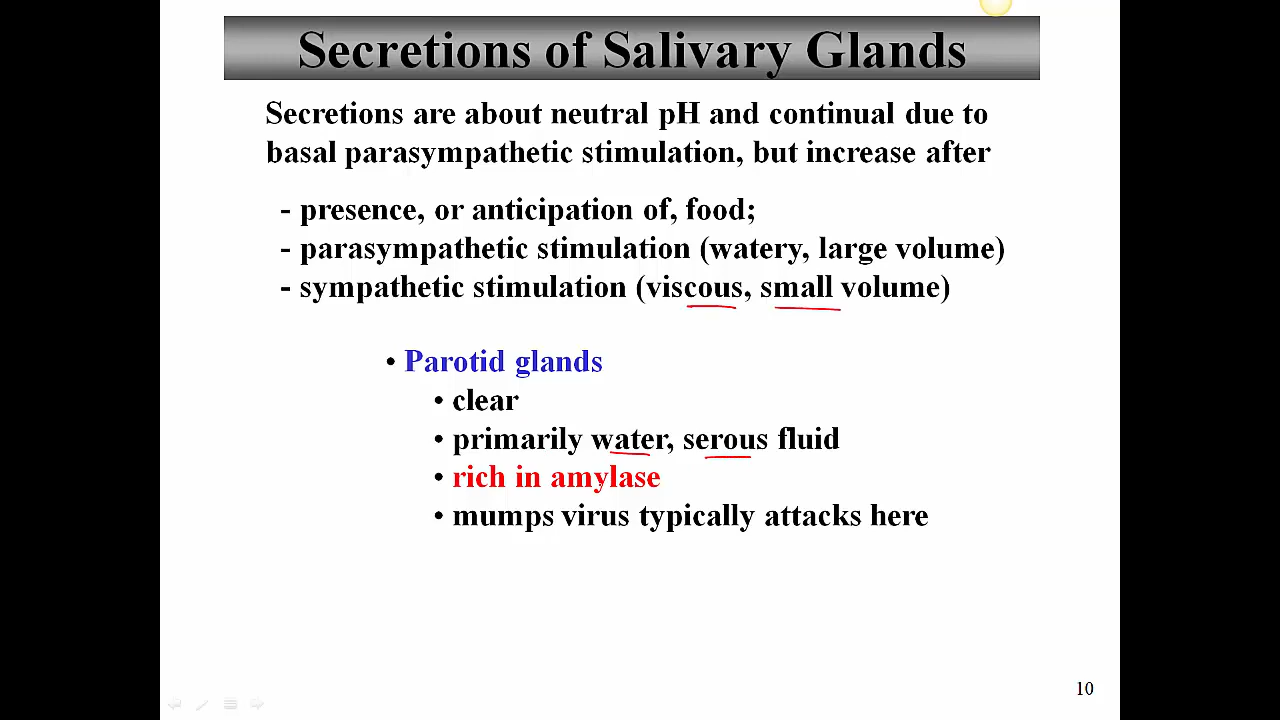 Secretions of Salivary Glands
Secretions are about neutral pH and continual due to
basal parasympathetic stimulation, but increase after
- presence, or anticipation of, food;
- parasympathetic stimulation (watery, large volume)
- sympathetic stimulation (viscous, small volume)
• Parotid glands
• clear
• primarily water, serous fluid
• rich in amylase
• mumps virus typically attacks here
10